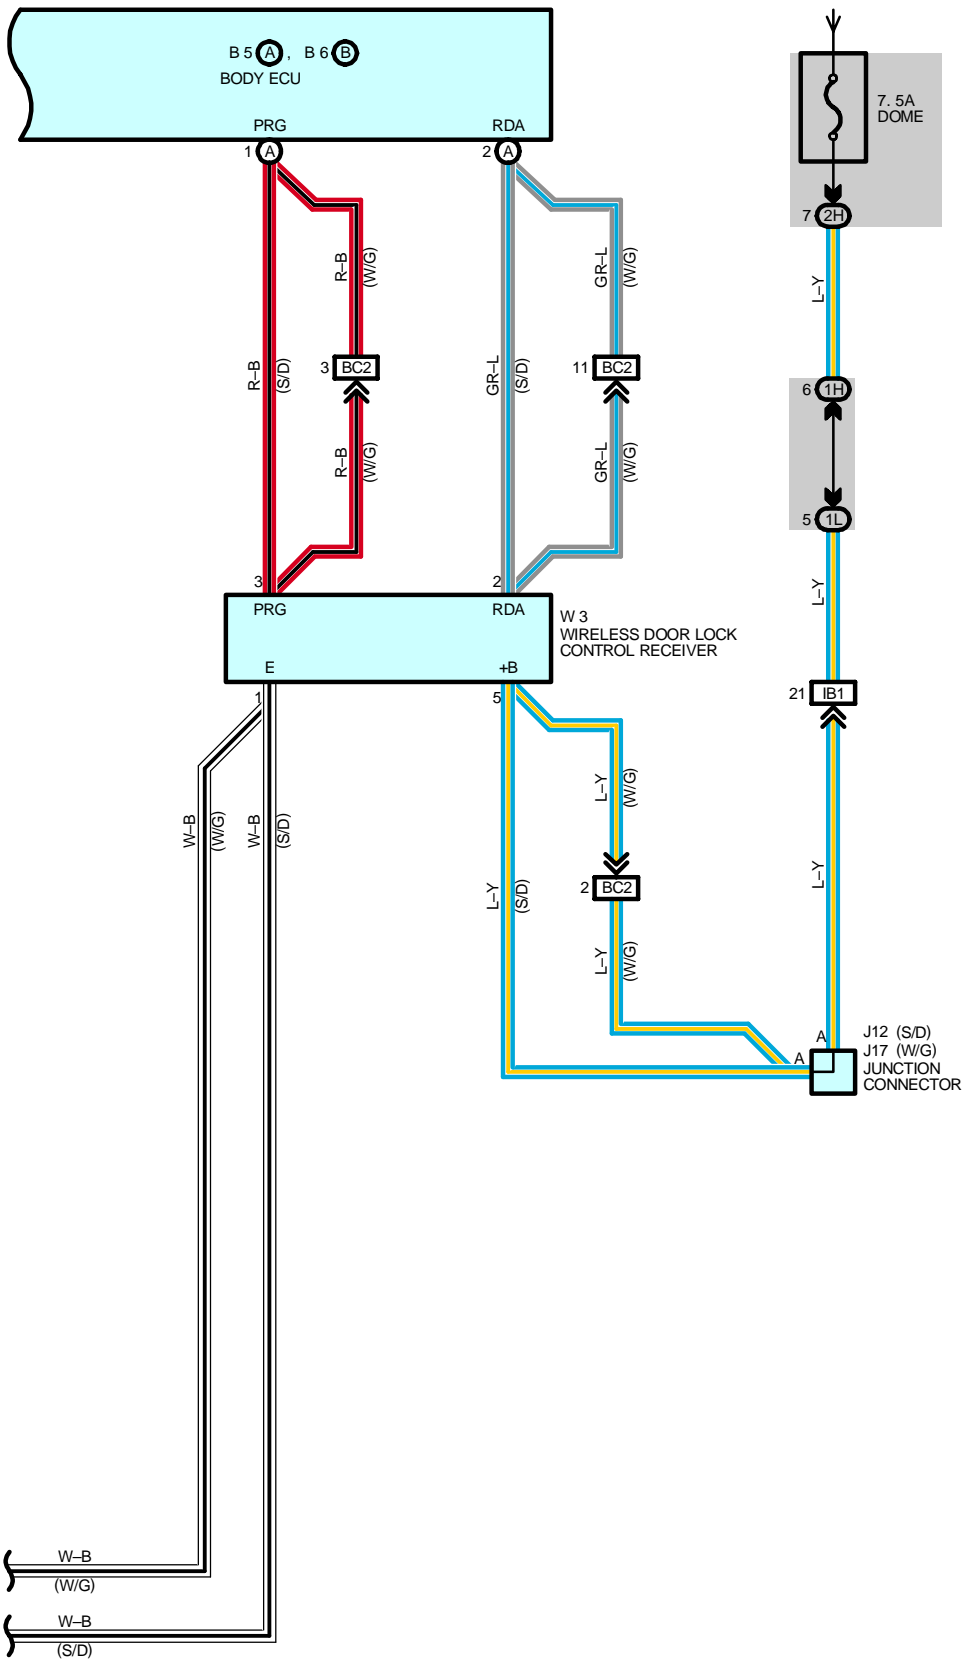 B 5 A , B 6 B
BODY ECU
PRG
RDA
1 A
2 A
7. 5A
DOME
7 2H
R–B
(W/G)
GR–L
(W/G)
L–Y
R–B
(S/D)
3 BC2
GR–L
(S/D)
11 BC2
6 1H
R–B
(W/G)
GR–L
(W/G)
5 1L
3
2
PRG
RDA
L–Y
W 3
WIRELESS DOOR LOCK
CONTROL RECEIVER
E
+B
1
5
21 IB1
L–Y
(W/G)
W–B
(W/G)
W–B
(S/D)
L–Y
(S/D)
2 BC2
L–Y
L–Y
(W/G)
A
A
J12 (S/D)
J17 (W/G)
JUNCTION
CONNECTOR
W–B
(W/G)
W–B
(S/D)